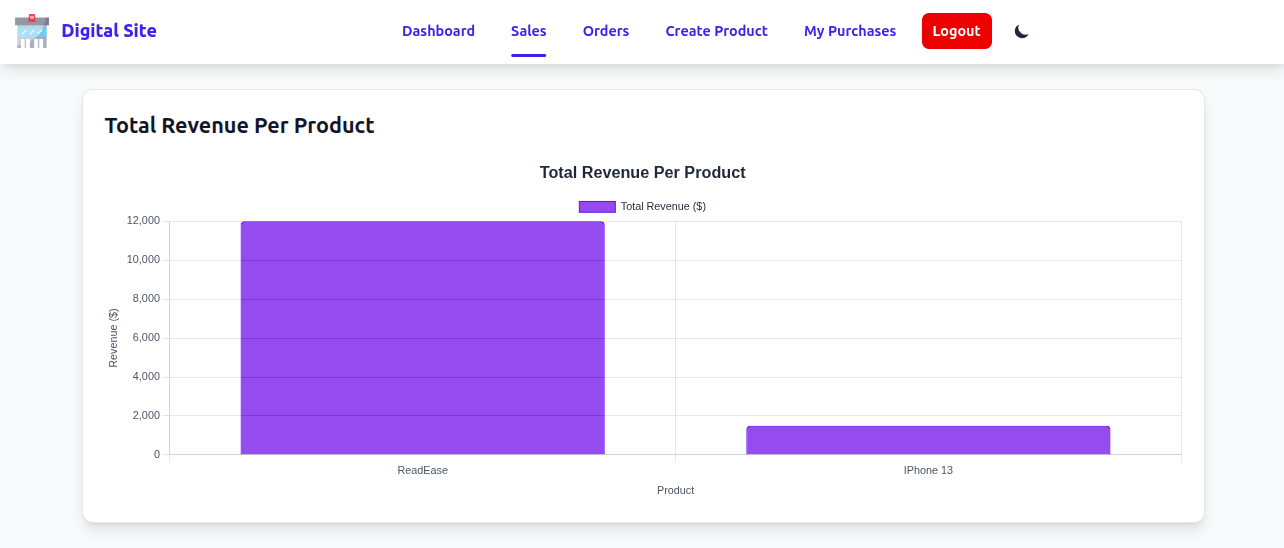 Digital Site
Dashboard
Sales
Orders
Create Product
My Purchases
Logout
Total Revenue Per Product
Total Revenue Per Product
Total Revenue ($)
12,000
10,000
8,000
6,000
4,000
2,000
0
Revenue ($)
ReadEase
IPhone 13
Product